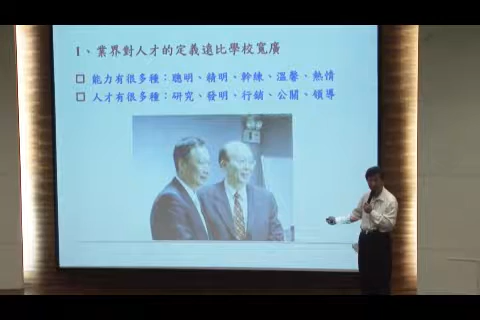 1、業界對人才的定義遠比學校寬廣
□ 能力有很多種：聰明、精明、幹練、溫馨、熱情
□ 人才有很多種：研究、發明、行銷、公關、領導